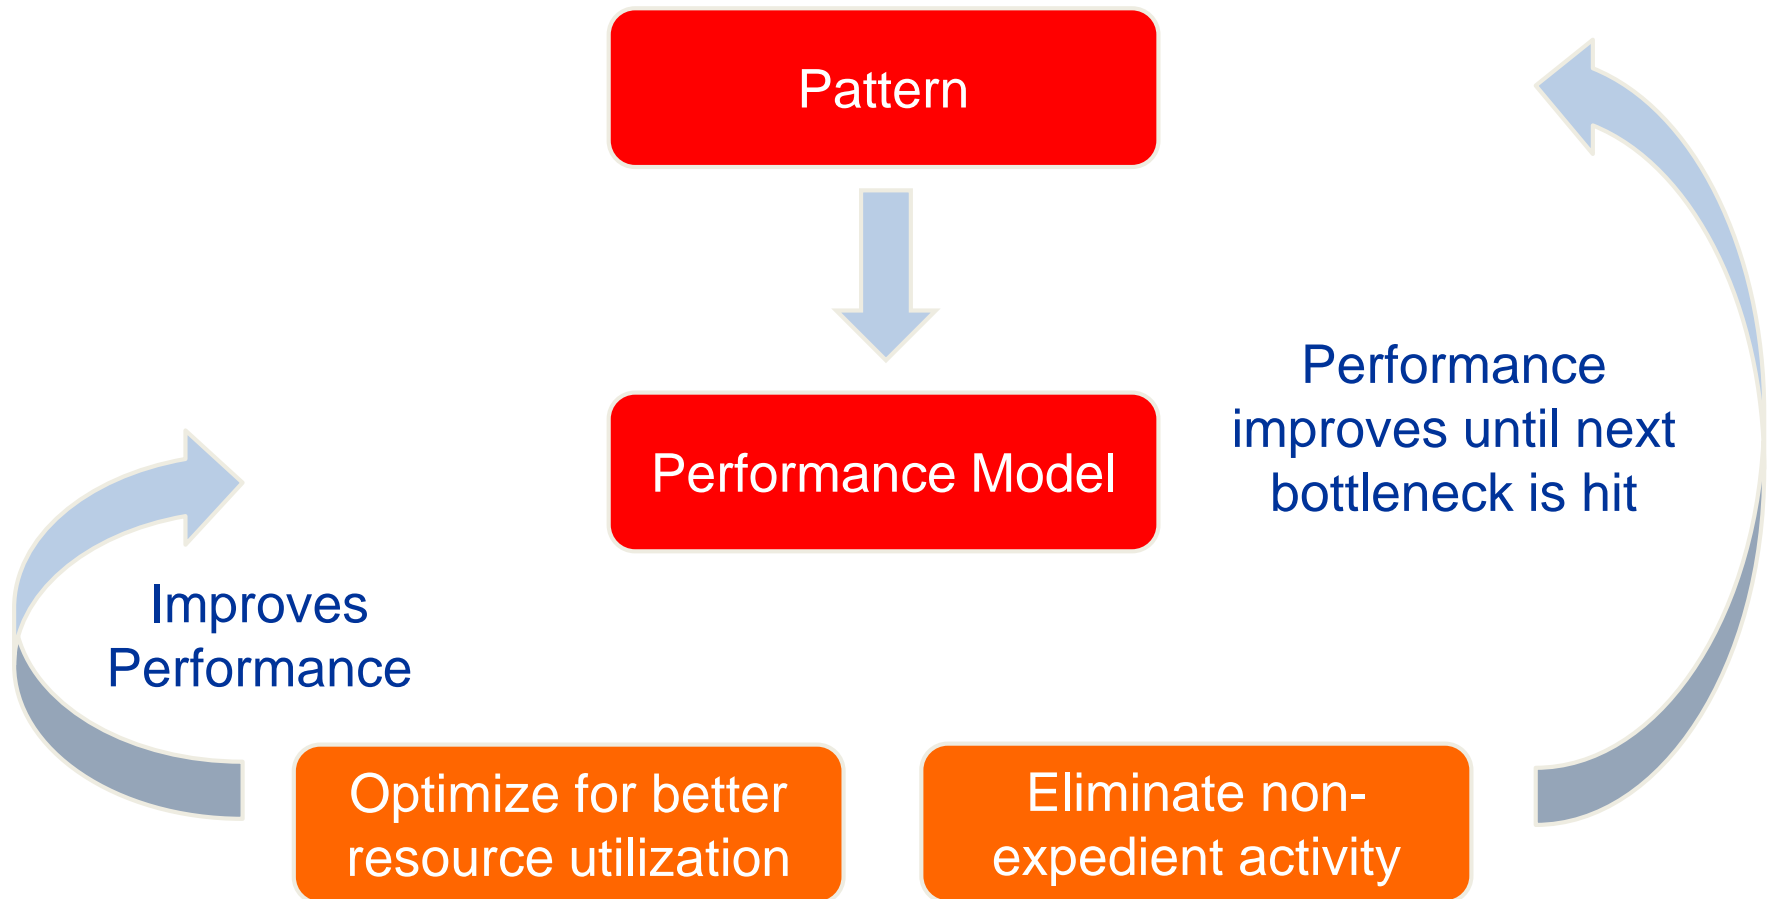 Pattern
Performance Model
Performance
improves until next
bottleneck is hit
Improves
Performance
Optimize for better
resource utilization
Eliminate non-
expedient activity